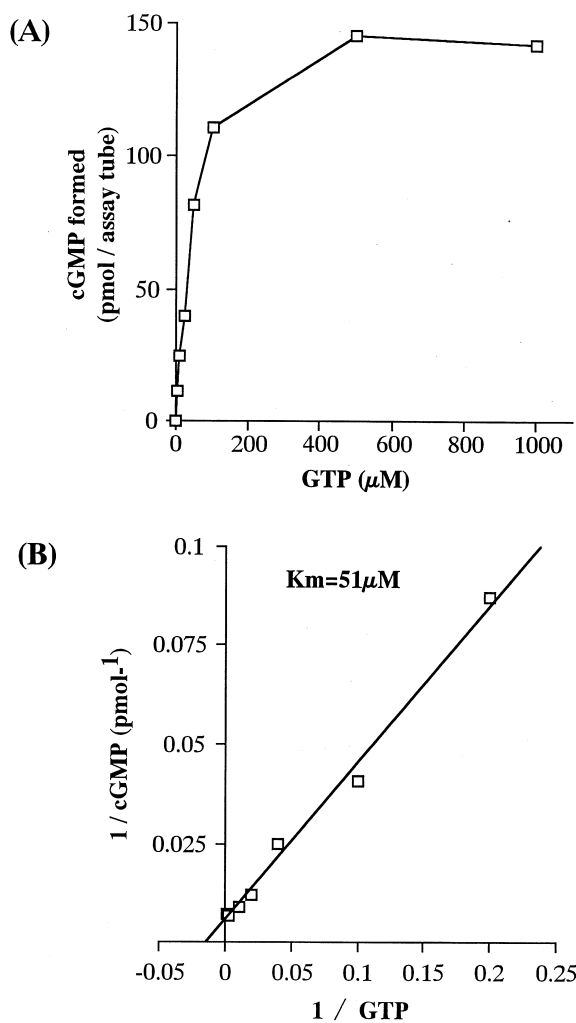 (A)
150
100
50
0
cGMP formed
(pmol / assay tube)
0 200 400 600 800 1000
GTP (μM)
(B)
Km=51μM
0.1
0.075
0.05
0.025
1 / cGMP (pmol-1)
-0.05 0 0.05 0.1 0.15 0.2 0.25
1 / GTP